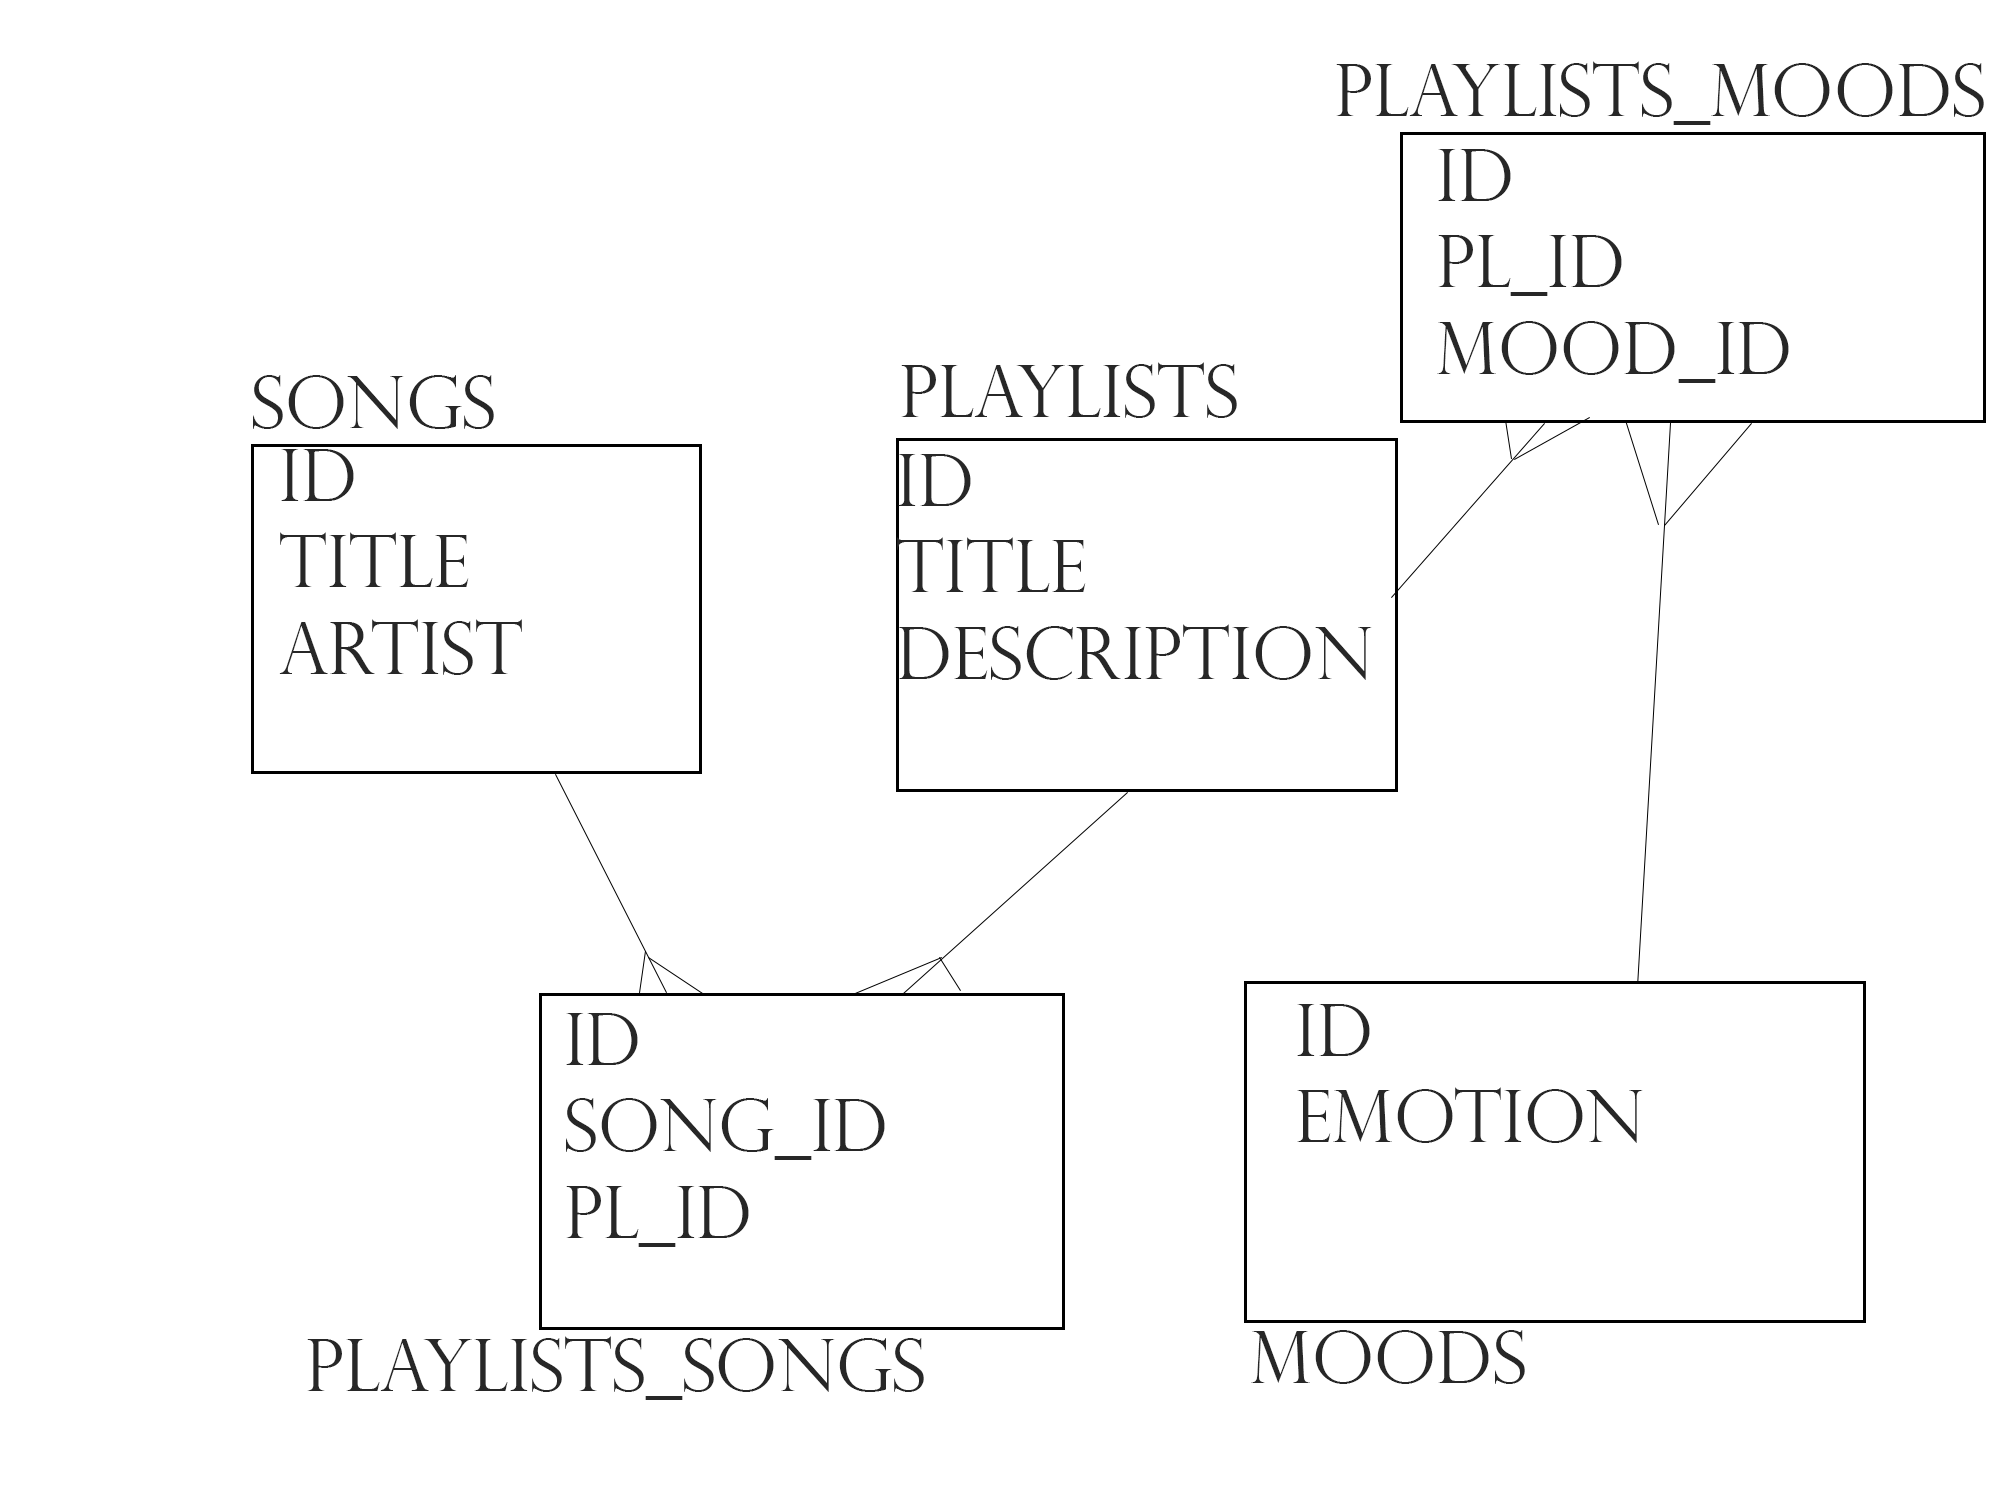 PLAYLISTS_MOODS
ID
PL_ID
MOOD_ID
SONGS
ID
TITLE
ARTIST
PLAYLISTS
ID
TITLE
DESCRIPTION
ID
SONG_ID
PL_ID
PLAYLISTS_SONGS
ID
EMOTION
MOODS